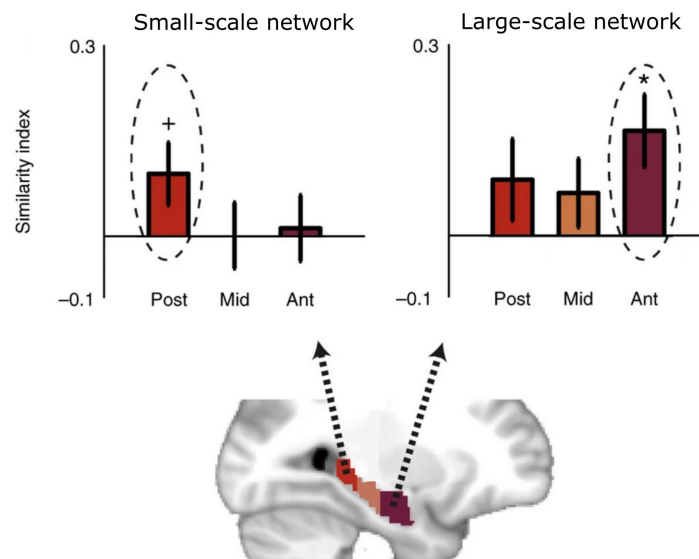 Small-scale network
Large-scale network
0.3
0.3
Similarity index
+
*
–0.1
Post Mid Ant
–0.1
Post Mid Ant